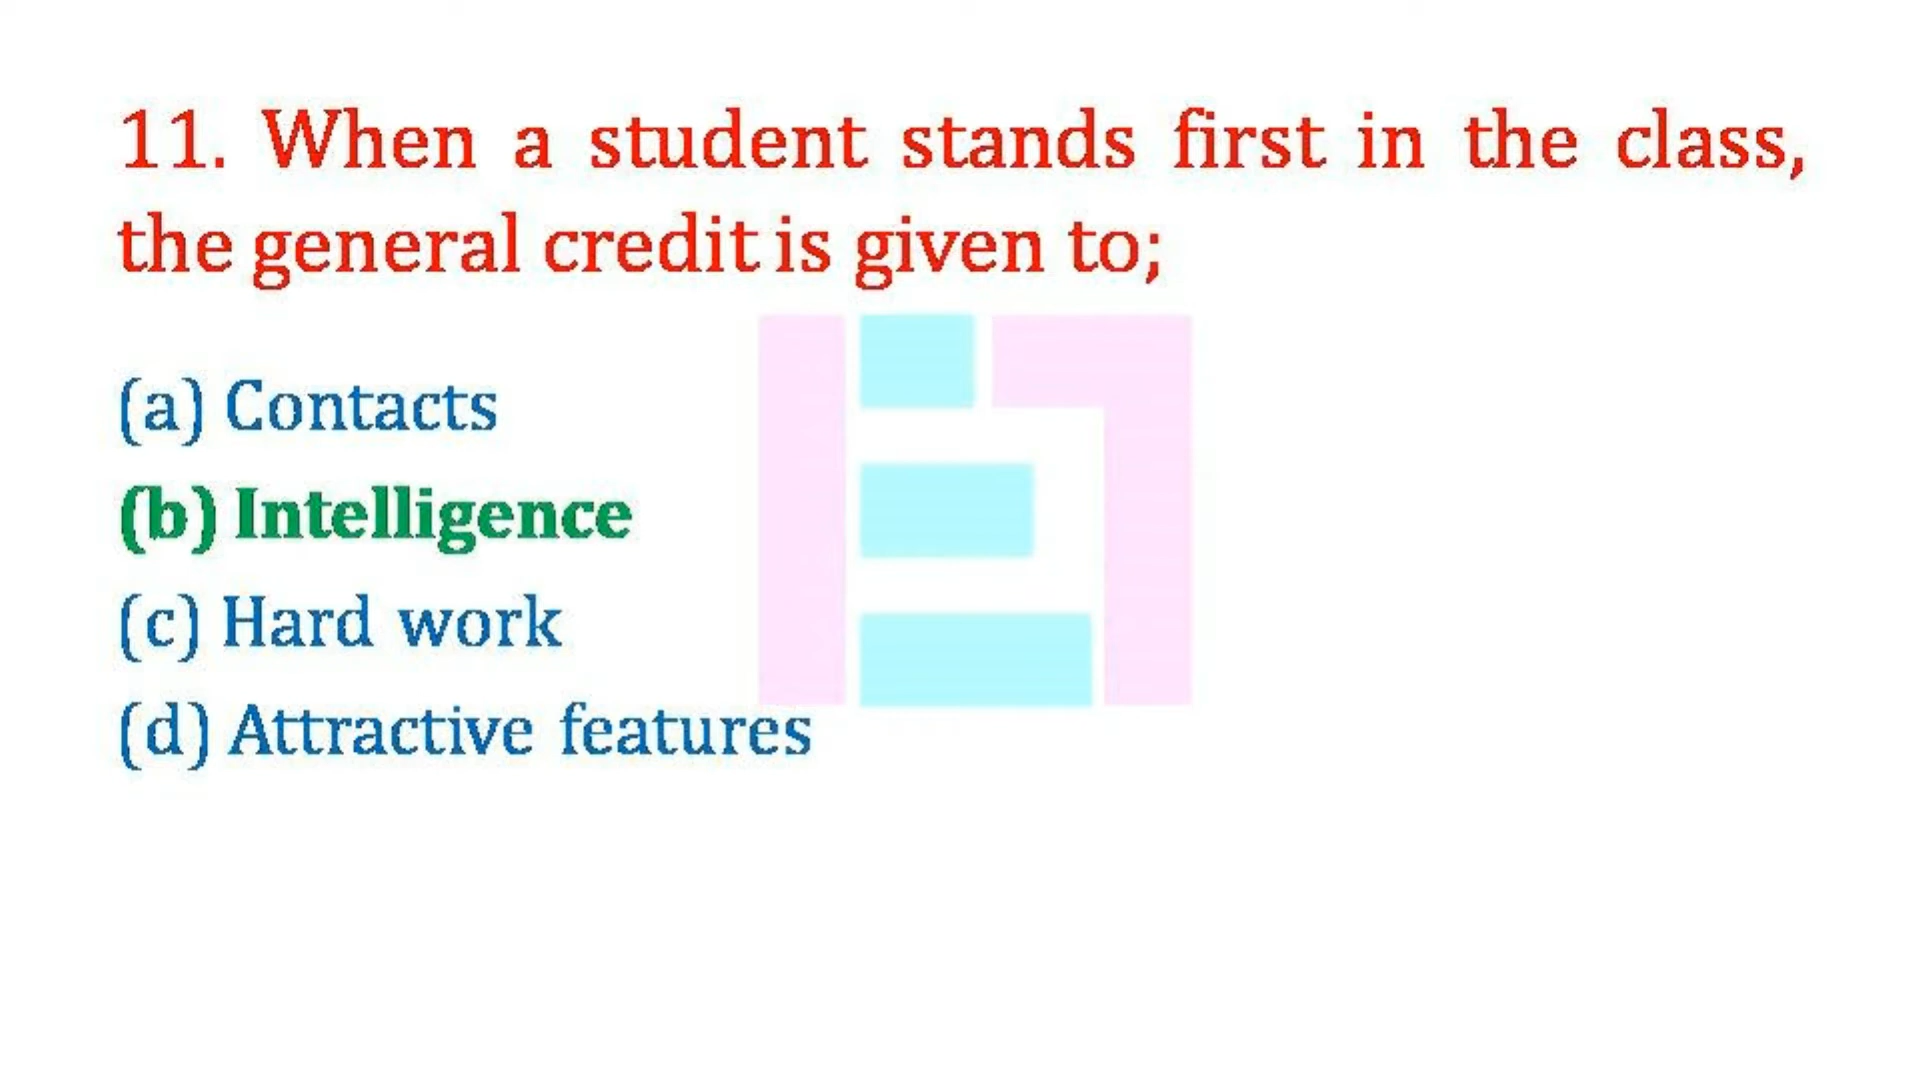 11. When a student stands first in the class,
the general credit is given to;
(a) Contacts
(b) Intelligence
(c) Hard work
(d) Attractive features